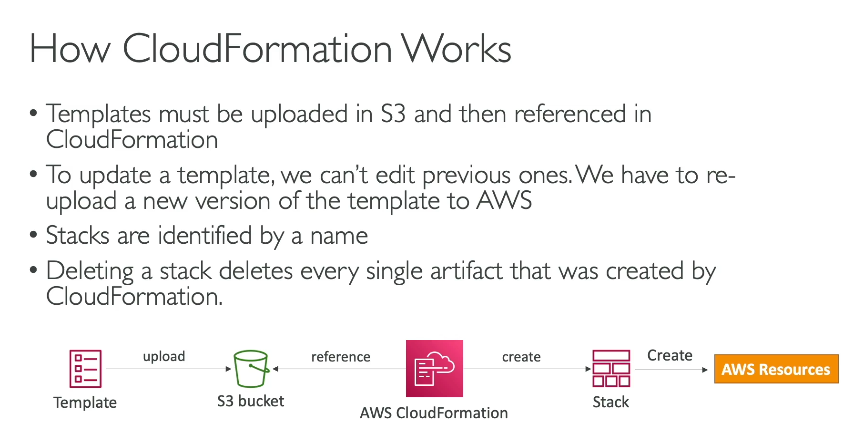 How CloudFormation Works
• Templates must be uploaded in S3 and then referenced in
CloudFormation
• To update a template, we can't edit previous ones. We have to re-
upload a new version of the template to AWS
• Stacks are identified by a name
• Deleting a stack deletes every single artifact that was created by
CloudFormation.
upload
reference
create
Create
AWS Resources
Template
S3 bucket
AWS CloudFormation
Stack